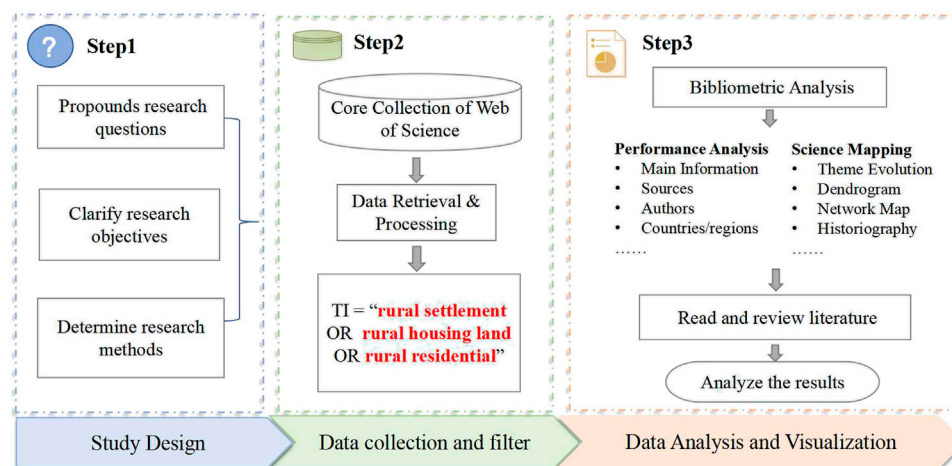 ?
Step1
Propounds research
questions
Clarify research
objectives
Determine research
methods
Study Design
Step2
Core Collection of Web
of Science
Data Retrieval &
Processing
TI = “rural settlement
OR rural housing land
OR rural residential”
Data collection and filter
Step3
Bibliometric Analysis
Performance Analysis
• Main Information
• Sources
• Authors
• Countries/regions
……
Science Mapping
• Theme Evolution
• Dendrogram
• Network Map
• Historiography
……
Read and review literature
Analyze the results
Data Analysis and Visualization